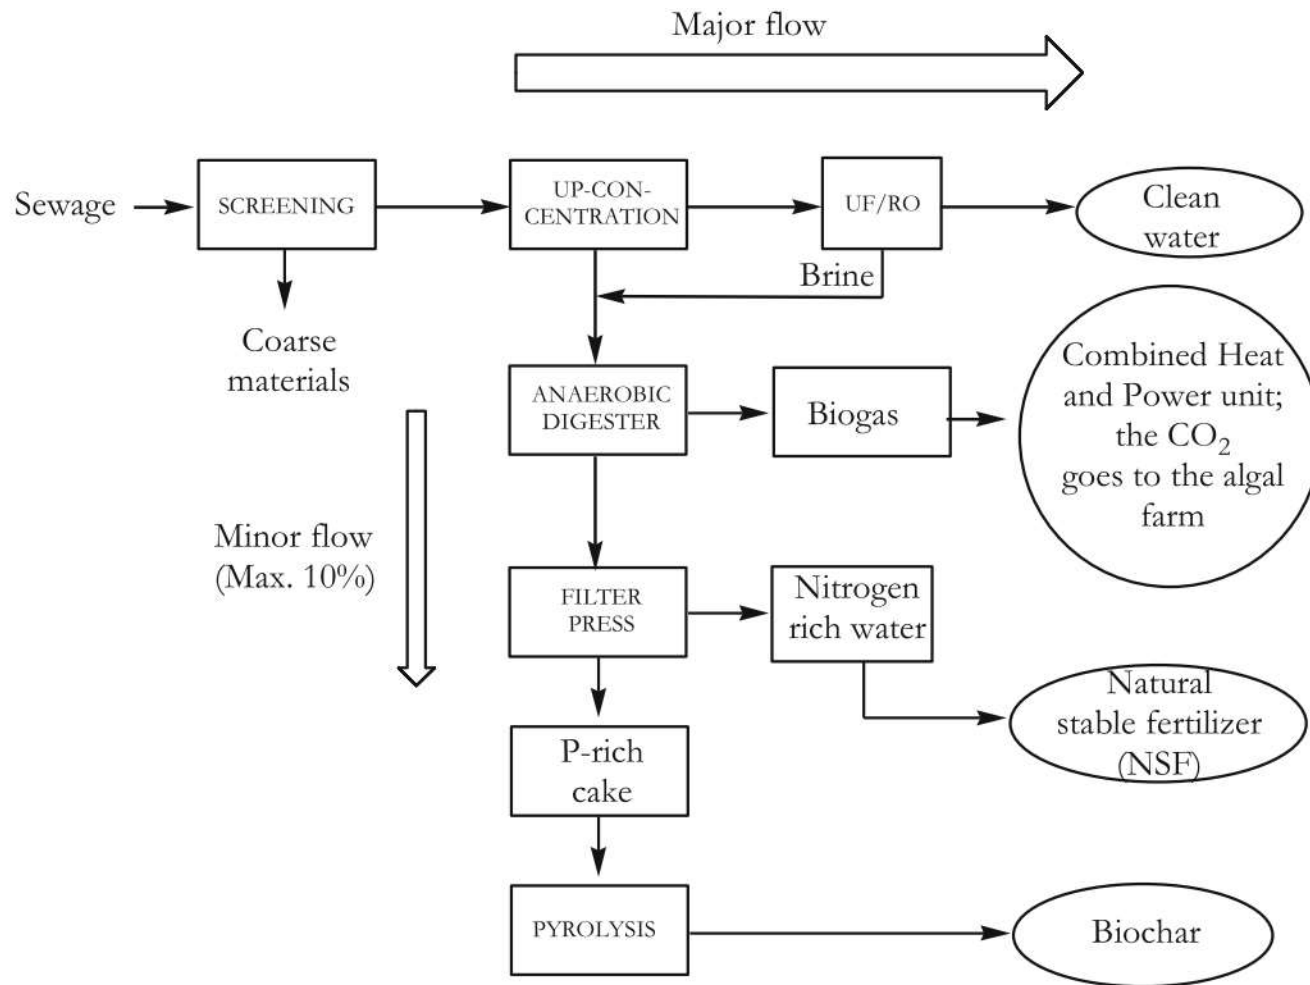 Major flow
Sewage
SCREENING
UP-CON-
CENTRATION
UF/RO
Clean
water
Brine
Coarse
materials
ANAEROBIC
DIGESTER
Biogas
Combined Heat
and Power unit;
the CO₂
goes to the algal
farm
Minor flow
(Max. 10%)
FILTER
PRESS
Nitrogen
rich water
Natural
stable fertilizer
(NSF)
P-rich
cake
PYROLYSIS
Biochar